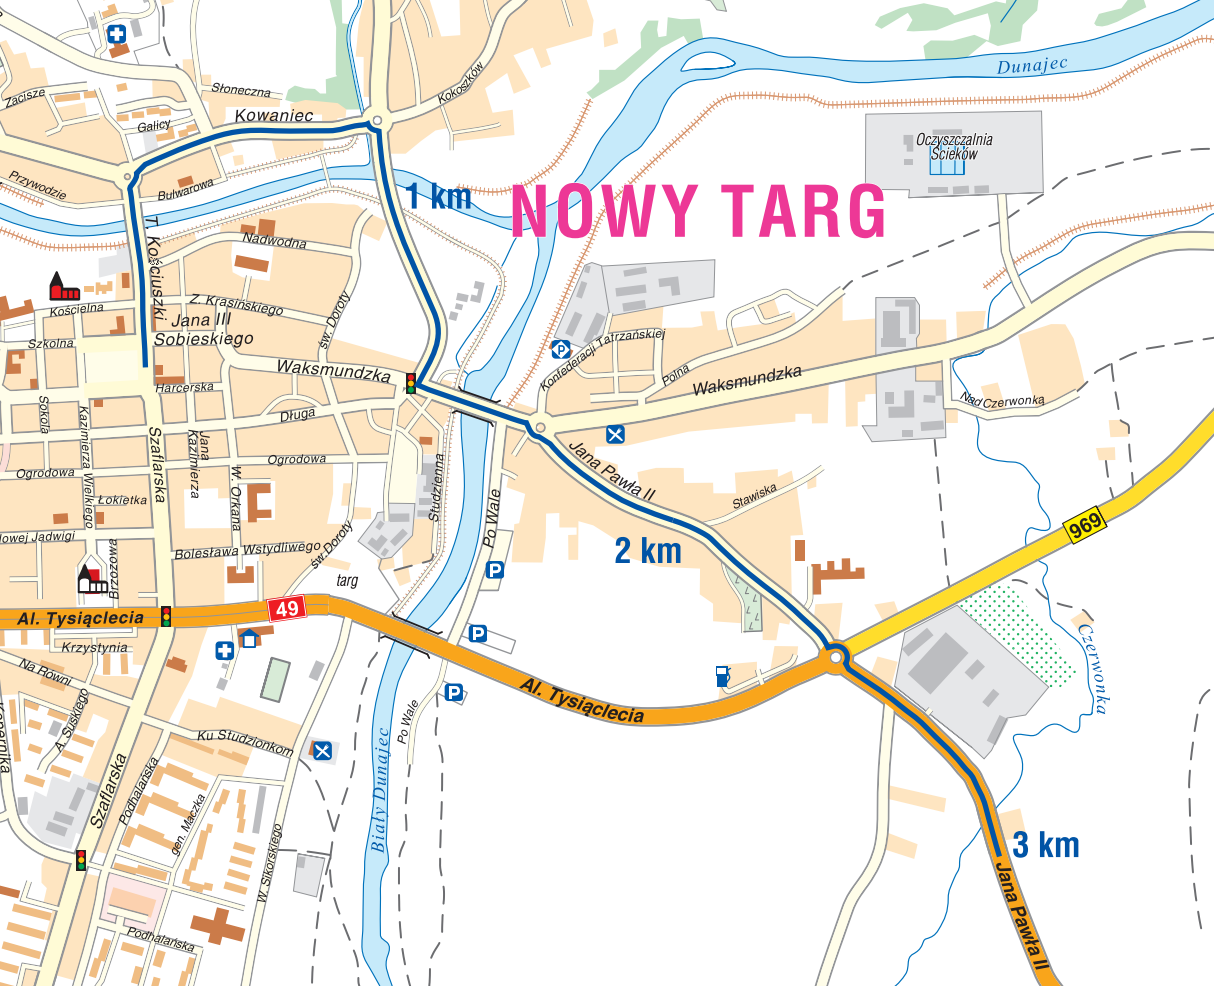 Dunajec
Słoneczna
Kokoszków
Zacisze
Kowaniec
Galicy
Oczyszczalnia
Ścieków
Przywodzie
Bulwarowa
1 km
NOWY TARG
T. Kościuszki
Nadwodna
Kościelna
Z. Krasińskiego
Jana III
Sobieskiego
św. Doroty
Szkolna
Konfederacji Tatrzańskiej
P
Polna
Waksmundzka
Waksmundzka
Harcerska
Nad Czerwonką
Sokoła
Kazimierza Wielkiego
Druga
Szaflarska
Jana
Kazimierza
Ogrodowa
Ogrodowa
W. Orkana
Łokietka
Jana Pawła II
Stawiska
Studzienna
Po Wale
969
2 km
lowej Jadwigi
Brzozowa
Bolesława Wstydliwego
św. Doroty
targ
P
49
Al. Tysiąclecia
P
Krzystynia
Czerwonka
Na Równi
P
Al. Tysiąclecia
A. Suskiego
Kopernika
Ku Studzionkom
Po Wale
Biały Dunajec
Szaflarska
Podhalańska
gen. Maczka
W. Sikorskiego
3 km
Jana Pawła II
Podhalańska